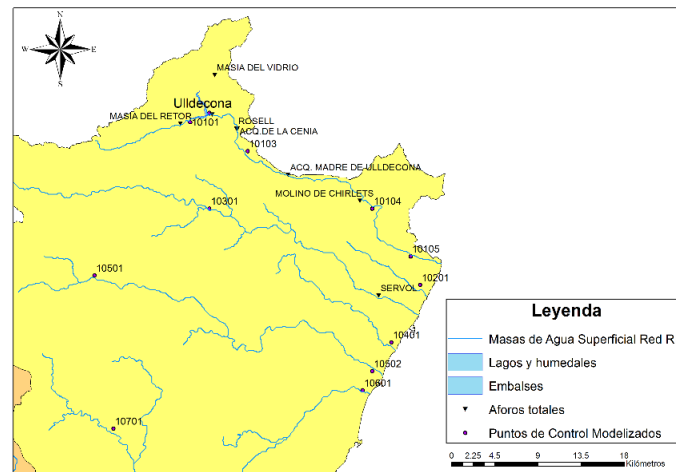 N
W E
S
MASIA DEL VIDRIO
Ulldecona
MASIA DEL RETOR
10101
ROSELL
ACQ.DE LA CENIA
10103
ACQ. MADRE DE ULLDECONA
MOLINO DE CHIRLETS
10301
10104
10105
10501
10201
SERVOL
10401
10502
10601
10701
Leyenda
Masas de Agua Superficial Red R
Lagos y humedales
Embalses
Aforos totales
Puntos de Control Modelizados
0 2.25 4.5 9 13.5 18
Kilómetros